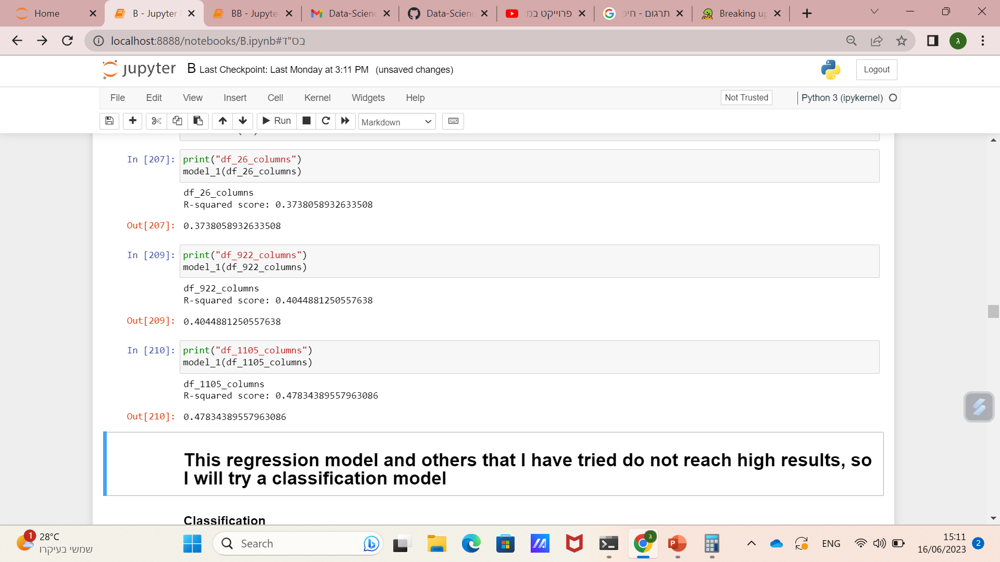 Home
B - Jupyter
BB - Jupyte
Data-Scienc
Data-Scienc
פרוייקט במ
תרגום - חיפ
Breaking up
localhost:8888/notebooks/B.ipynb#בס"ד
ג
jupyter B Last Checkpoint: Last Monday at 3:11 PM (unsaved changes)
Logout
File Edit View Insert Cell Kernel Widgets Help
Not Trusted
Python 3 (ipykernel)
Run
Markdown
In [207]: print("df_26_columns")
model_1(df_26_columns)
df_26_columns
R-squared score: 0.3738058932633508
Out[207]: 0.3738058932633508
In [209]: print("df_922_columns")
model_1(df_922_columns)
df_922_columns
R-squared score: 0.4044881250557638
Out[209]: 0.4044881250557638
In [210]: print("df_1105_columns")
model_1(df_1105_columns)
df_1105_columns
R-squared score: 0.47834389557963086
Out[210]: 0.47834389557963086
This regression model and others that I have tried do not reach high results, so
I will try a classification model
Classification
1
28°C
שמשי בעיקרו
Search
ג
P
ENG
15:11
16/06/2023
2